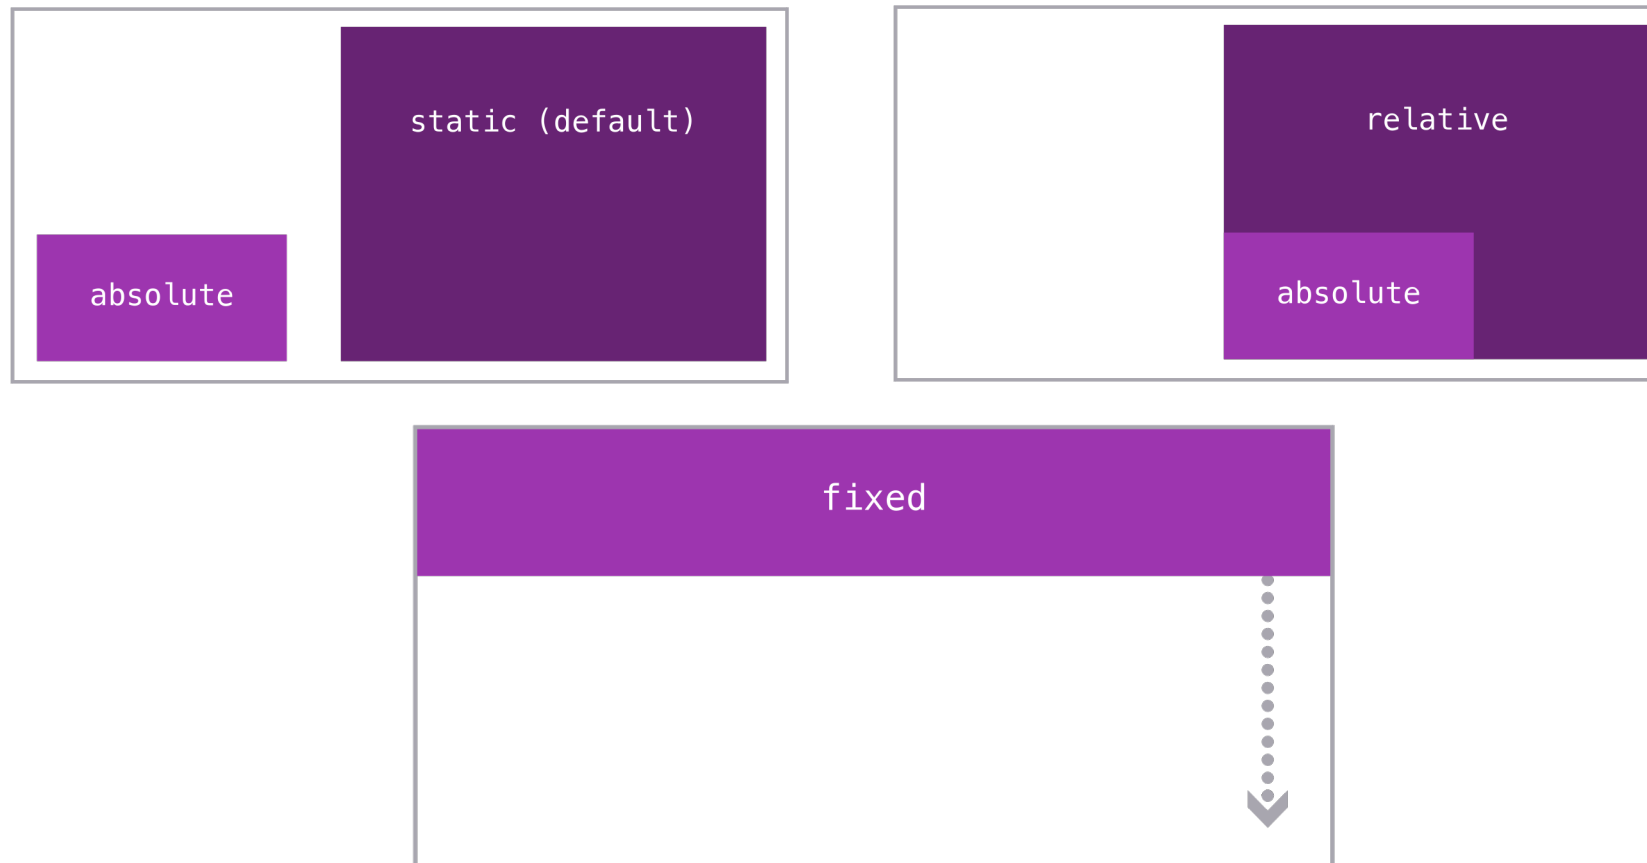 static (default)
absolute
relative
absolute
fixed